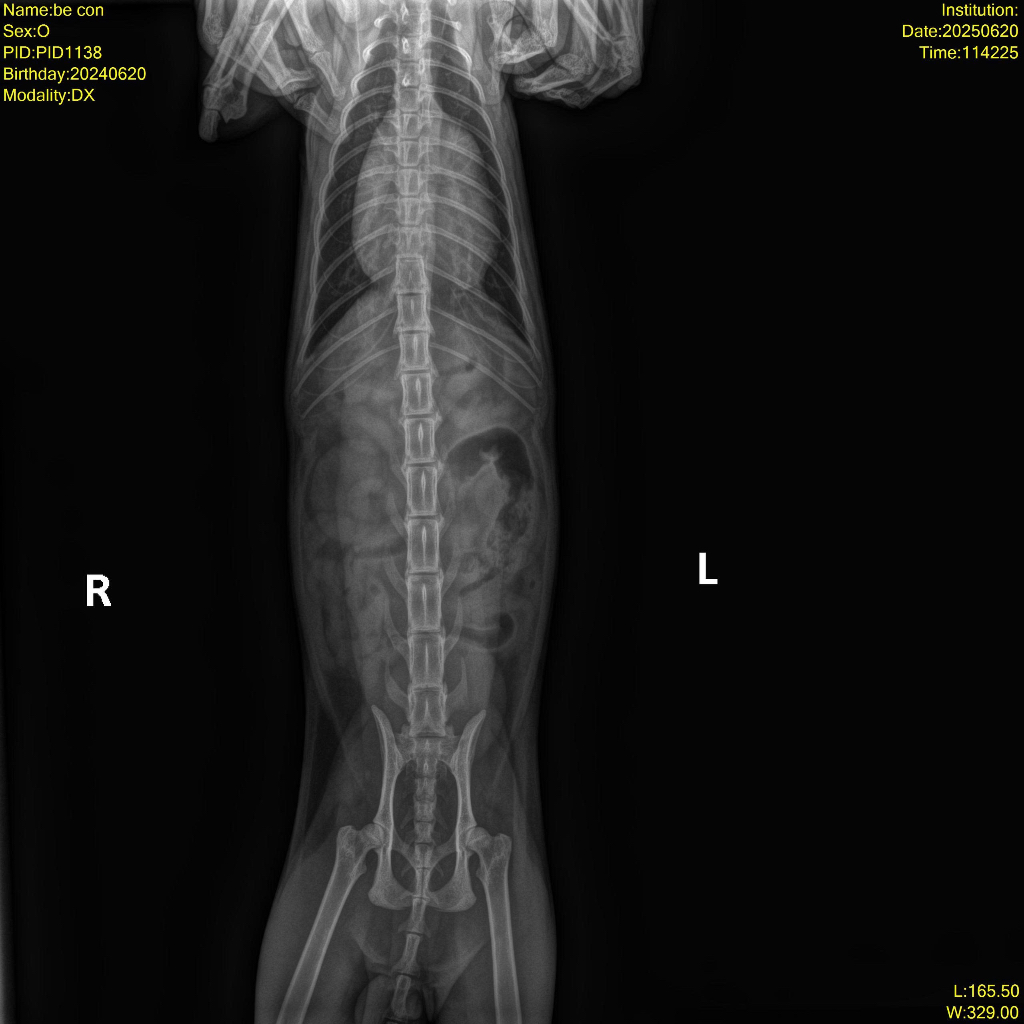 Name:be con
Sex:O
PID:PID1138
Birthday:20240620
Modality:DX
Institution:
Date:20250620
Time:114225
R
L
L:165.50
W:329.00